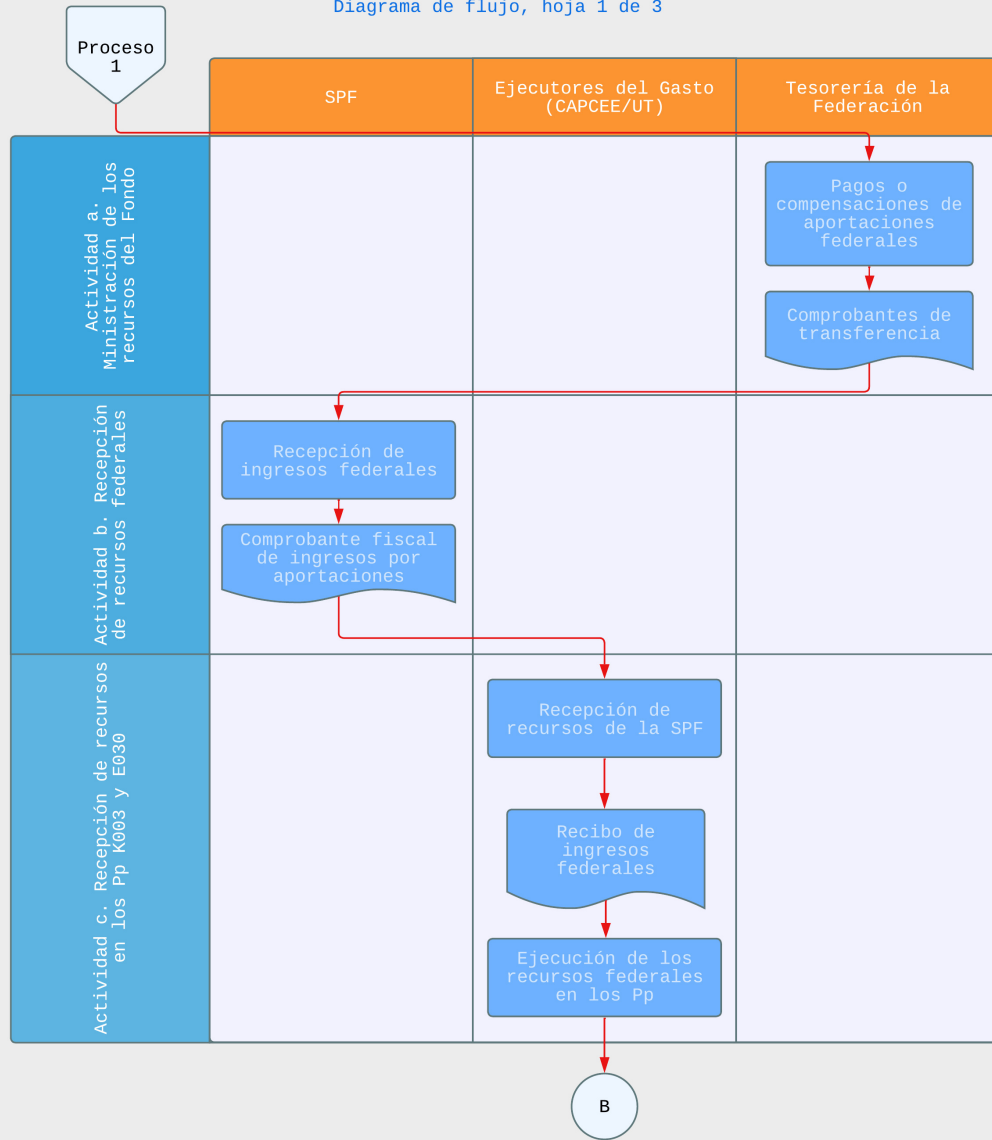 Diagrama de flujo, hoja 1 de 3
Proceso
1
SPF
Ejecutores del Gasto
(CAPCEE/UT)
Tesorería de la
Federación
Actividad a.
Ministración de los
recursos del Fondo
Pagos o
compensaciones de
aportaciones
federales
Comprobantes de
transferencia
Actividad b. Recepción
de recursos federales
Recepción de
ingresos federales
Comprobante fiscal
de ingresos por
aportaciones
Actividad c. Recepción de recursos
en los Pp K003 y E030
Recepción de
recursos de la SPF
Recibo de
ingresos
federales
Ejecución de los
recursos federales
en los Pp
B